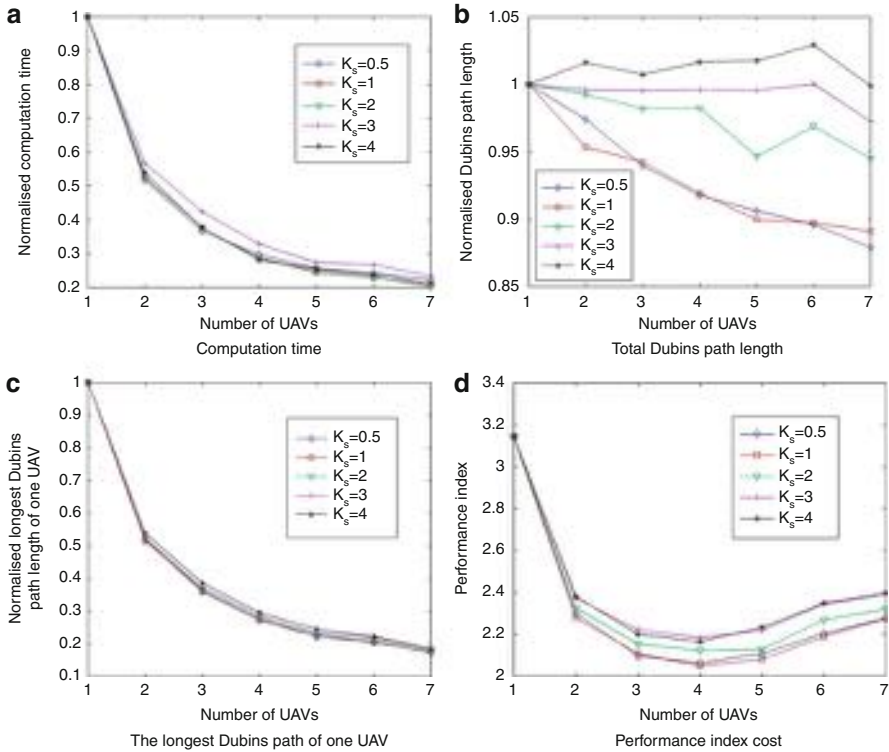 a
Normalised computation time
1
0.9
0.8
0.7
0.6
0.5
0.4
0.3
0.2
Ks=0.5
Ks=1
Ks=2
Ks=3
Ks=4
1 2 3 4 5 6 7
Number of UAVs
Computation time
b
Normalised Dubins path length
1.05
1
0.95
0.9
0.85
Ks=0.5
Ks=1
Ks=2
Ks=3
Ks=4
1 2 3 4 5 6 7
Number of UAVs
Total Dubins path length
c
Normalised longest Dubins
path length of one UAV
1
0.9
0.8
0.7
0.6
0.5
0.4
0.3
0.2
0.1
Ks=0.5
Ks=1
Ks=2
Ks=3
Ks=4
1 2 3 4 5 6 7
Number of UAVs
The longest Dubins path of one UAV
d
Performance index
3.4
3.2
3
2.8
2.6
2.4
2.2
2
Ks=0.5
Ks=1
Ks=2
Ks=3
Ks=4
1 2 3 4 5 6 7
Number of UAVs
Performance index cost